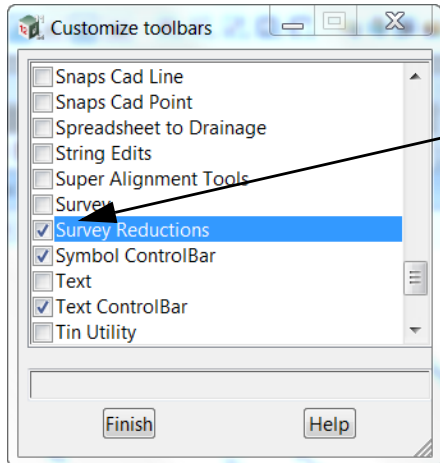 Customize toolbars
Snaps Cad Line
Snaps Cad Point
Spreadsheet to Drainage
String Edits
Super Alignment Tools
Survey
Survey Reductions
Symbol ControlBar
Text
Text ControlBar
Tin Utility
Finish Help